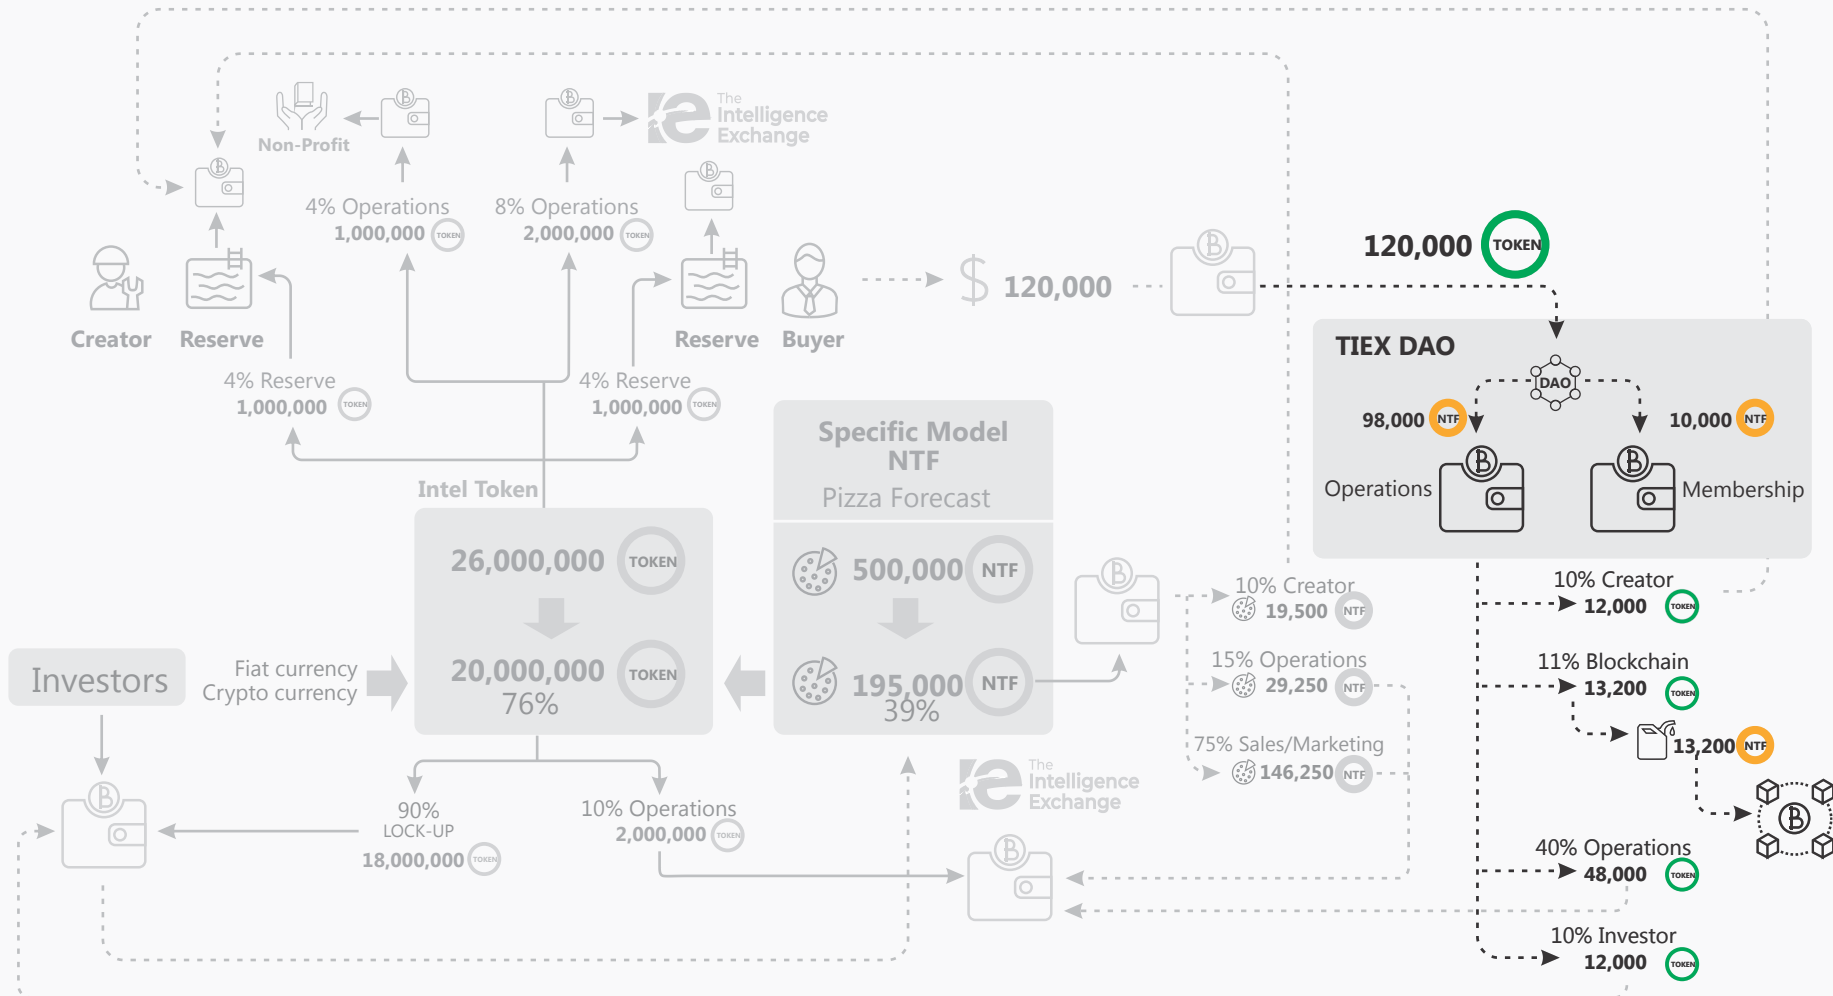 Non-Profit
The
Intelligence
Exchange
4% Operations
1,000,000 TOKEN
8% Operations
2,000,000 TOKEN
Creator
Reserve
Reserve
Buyer
$ 120,000
120,000 TOKEN
4% Reserve
1,000,000 TOKEN
4% Reserve
1,000,000 TOKEN
TIEX DAO
DAO
98,000 NTF
10,000 NTF
Operations
Membership
Intel Token
26,000,000 TOKEN
20,000,000 TOKEN
76%
Specific Model
NTF
Pizza Forecast
500,000 NTF
195,000 NTF
39%
Investors
Fiat currency
Crypto currency
10% Creator
19,500 NTF
15% Operations
29,250 NTF
75% Sales/Marketing
146,250 NTF
10% Creator
12,000 TOKEN
11% Blockchain
13,200 TOKEN
13,200 NTF
40% Operations
48,000 TOKEN
10% Investor
12,000 TOKEN
90%
LOCK-UP
18,000,000 TOKEN
10% Operations
2,000,000 TOKEN
The
Intelligence
Exchange